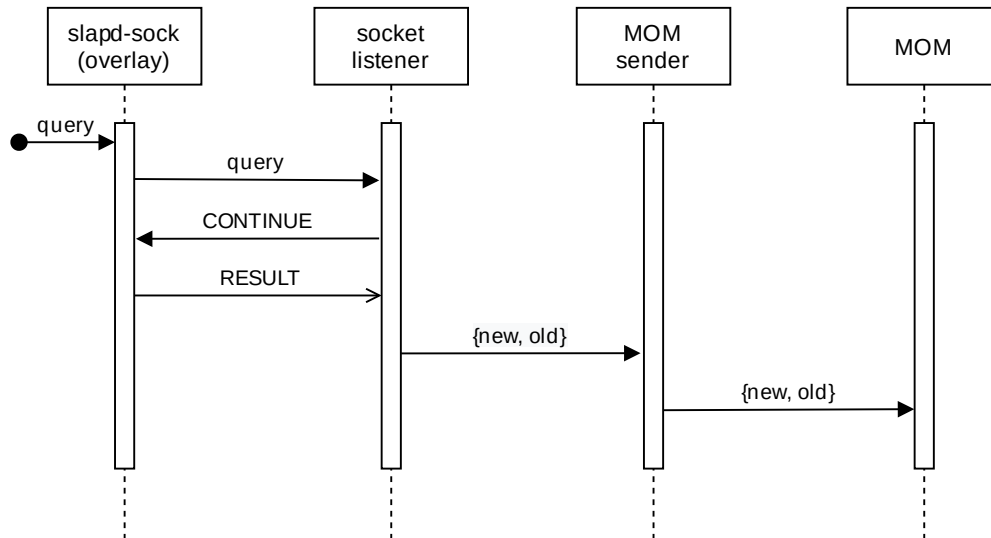 slapd-sock
(overlay)
socket
listener
MOM
sender
MOM
query
query
CONTINUE
RESULT
{new, old}
{new, old}